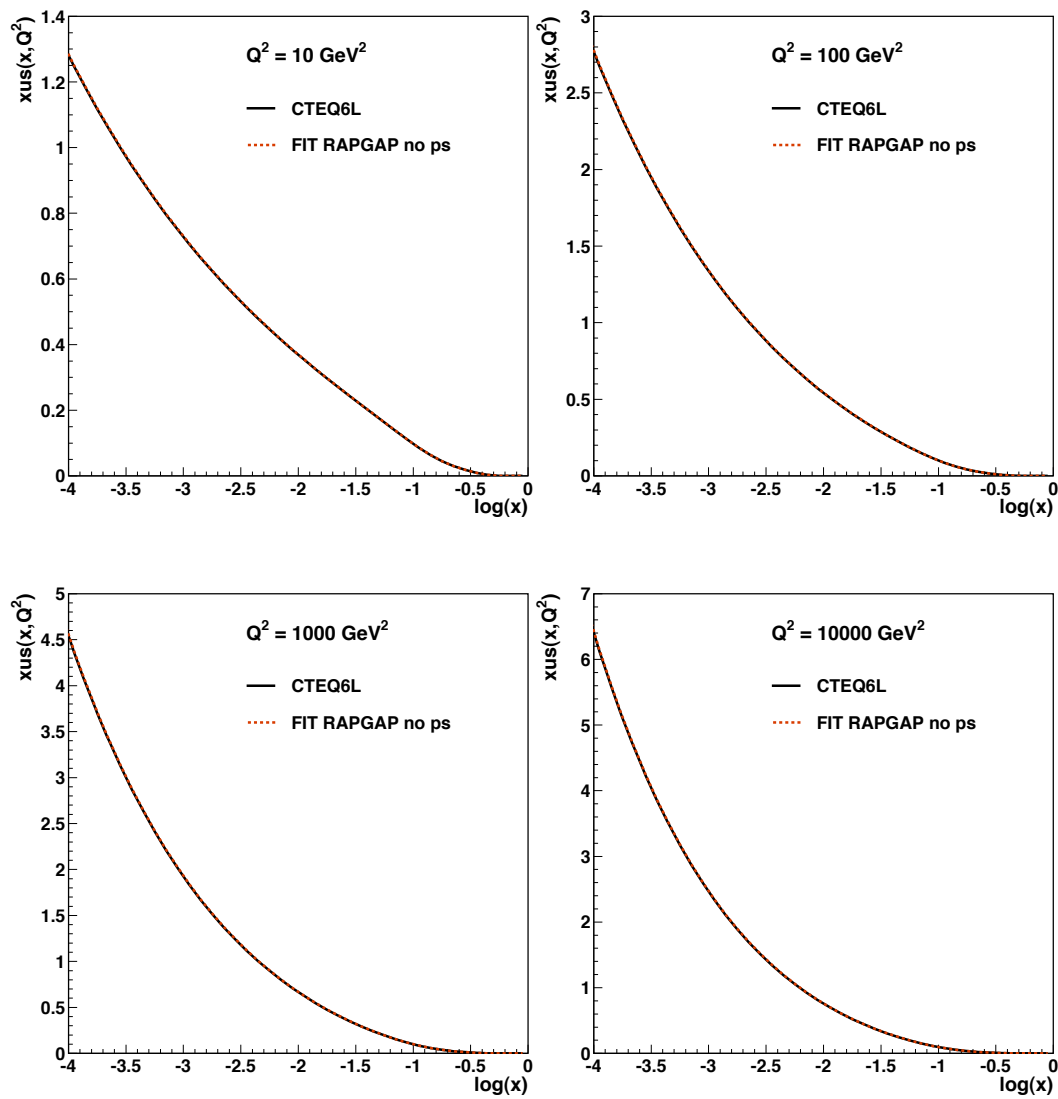 xus(x,Q²)
1.4
1.2
1
0.8
0.6
0.4
0.2
0
Q² = 10 GeV²
CTEQ6L
FIT RAPGAP no ps
-4 -3.5 -3 -2.5 -2 -1.5 -1 -0.5 0
log(x)
xus(x,Q²)
3
2.5
2
1.5
1
0.5
0
Q² = 100 GeV²
CTEQ6L
FIT RAPGAP no ps
-4 -3.5 -3 -2.5 -2 -1.5 -1 -0.5 0
log(x)
xus(x,Q²)
5
4.5
4
3.5
3
2.5
2
1.5
1
0.5
0
Q² = 1000 GeV²
CTEQ6L
FIT RAPGAP no ps
-4 -3.5 -3 -2.5 -2 -1.5 -1 -0.5 0
log(x)
xus(x,Q²)
7
6
5
4
3
2
1
0
Q² = 10000 GeV²
CTEQ6L
FIT RAPGAP no ps
-4 -3.5 -3 -2.5 -2 -1.5 -1 -0.5 0
log(x)